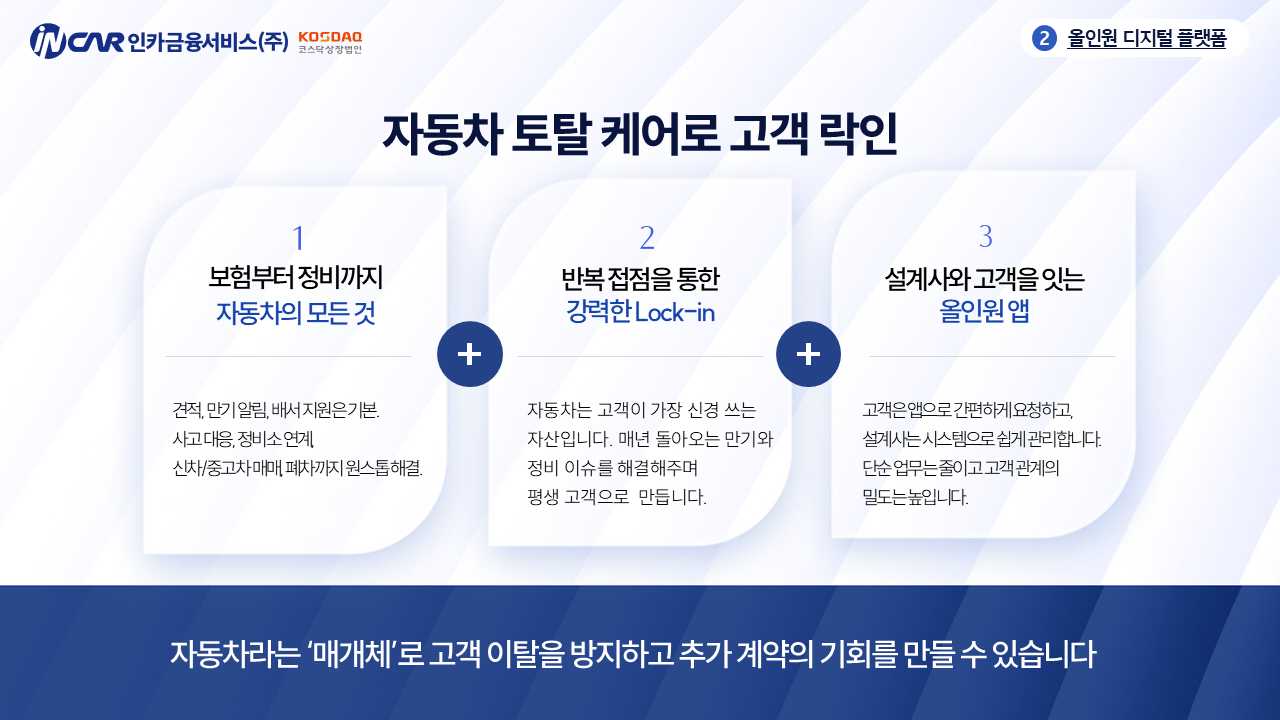 iN CAR 인카금융서비스(주)
KOSDAQ
코스닥상장법인
2 올인원 디지털 플랫폼
자동차 토탈 케어로 고객 락인
1
보험부터 정비까지
자동차의 모든 것
견적, 만기 알림, 배서 지원은 기본.
사고 대응, 정비소 연계,
신차/중고차 매매, 폐차까지 원스톱 해결.
+
2
반복 접점을 통한
강력한 Lock-in
자동차는 고객이 가장 신경 쓰는
자산입니다. 매년 돌아오는 만기와
정비 이슈를 해결해주며
평생 고객으로 만듭니다.
+
3
설계사와 고객을 잇는
올인원 앱
고객은 앱으로 간편하게 요청하고,
설계사는 시스템으로 쉽게 관리합니다.
단순 업무는 줄이고 고객 관계의
밀도는 높입니다.
자동차라는 ‘매개체’로 고객 이탈을 방지하고 추가 계약의 기회를 만들 수 있습니다